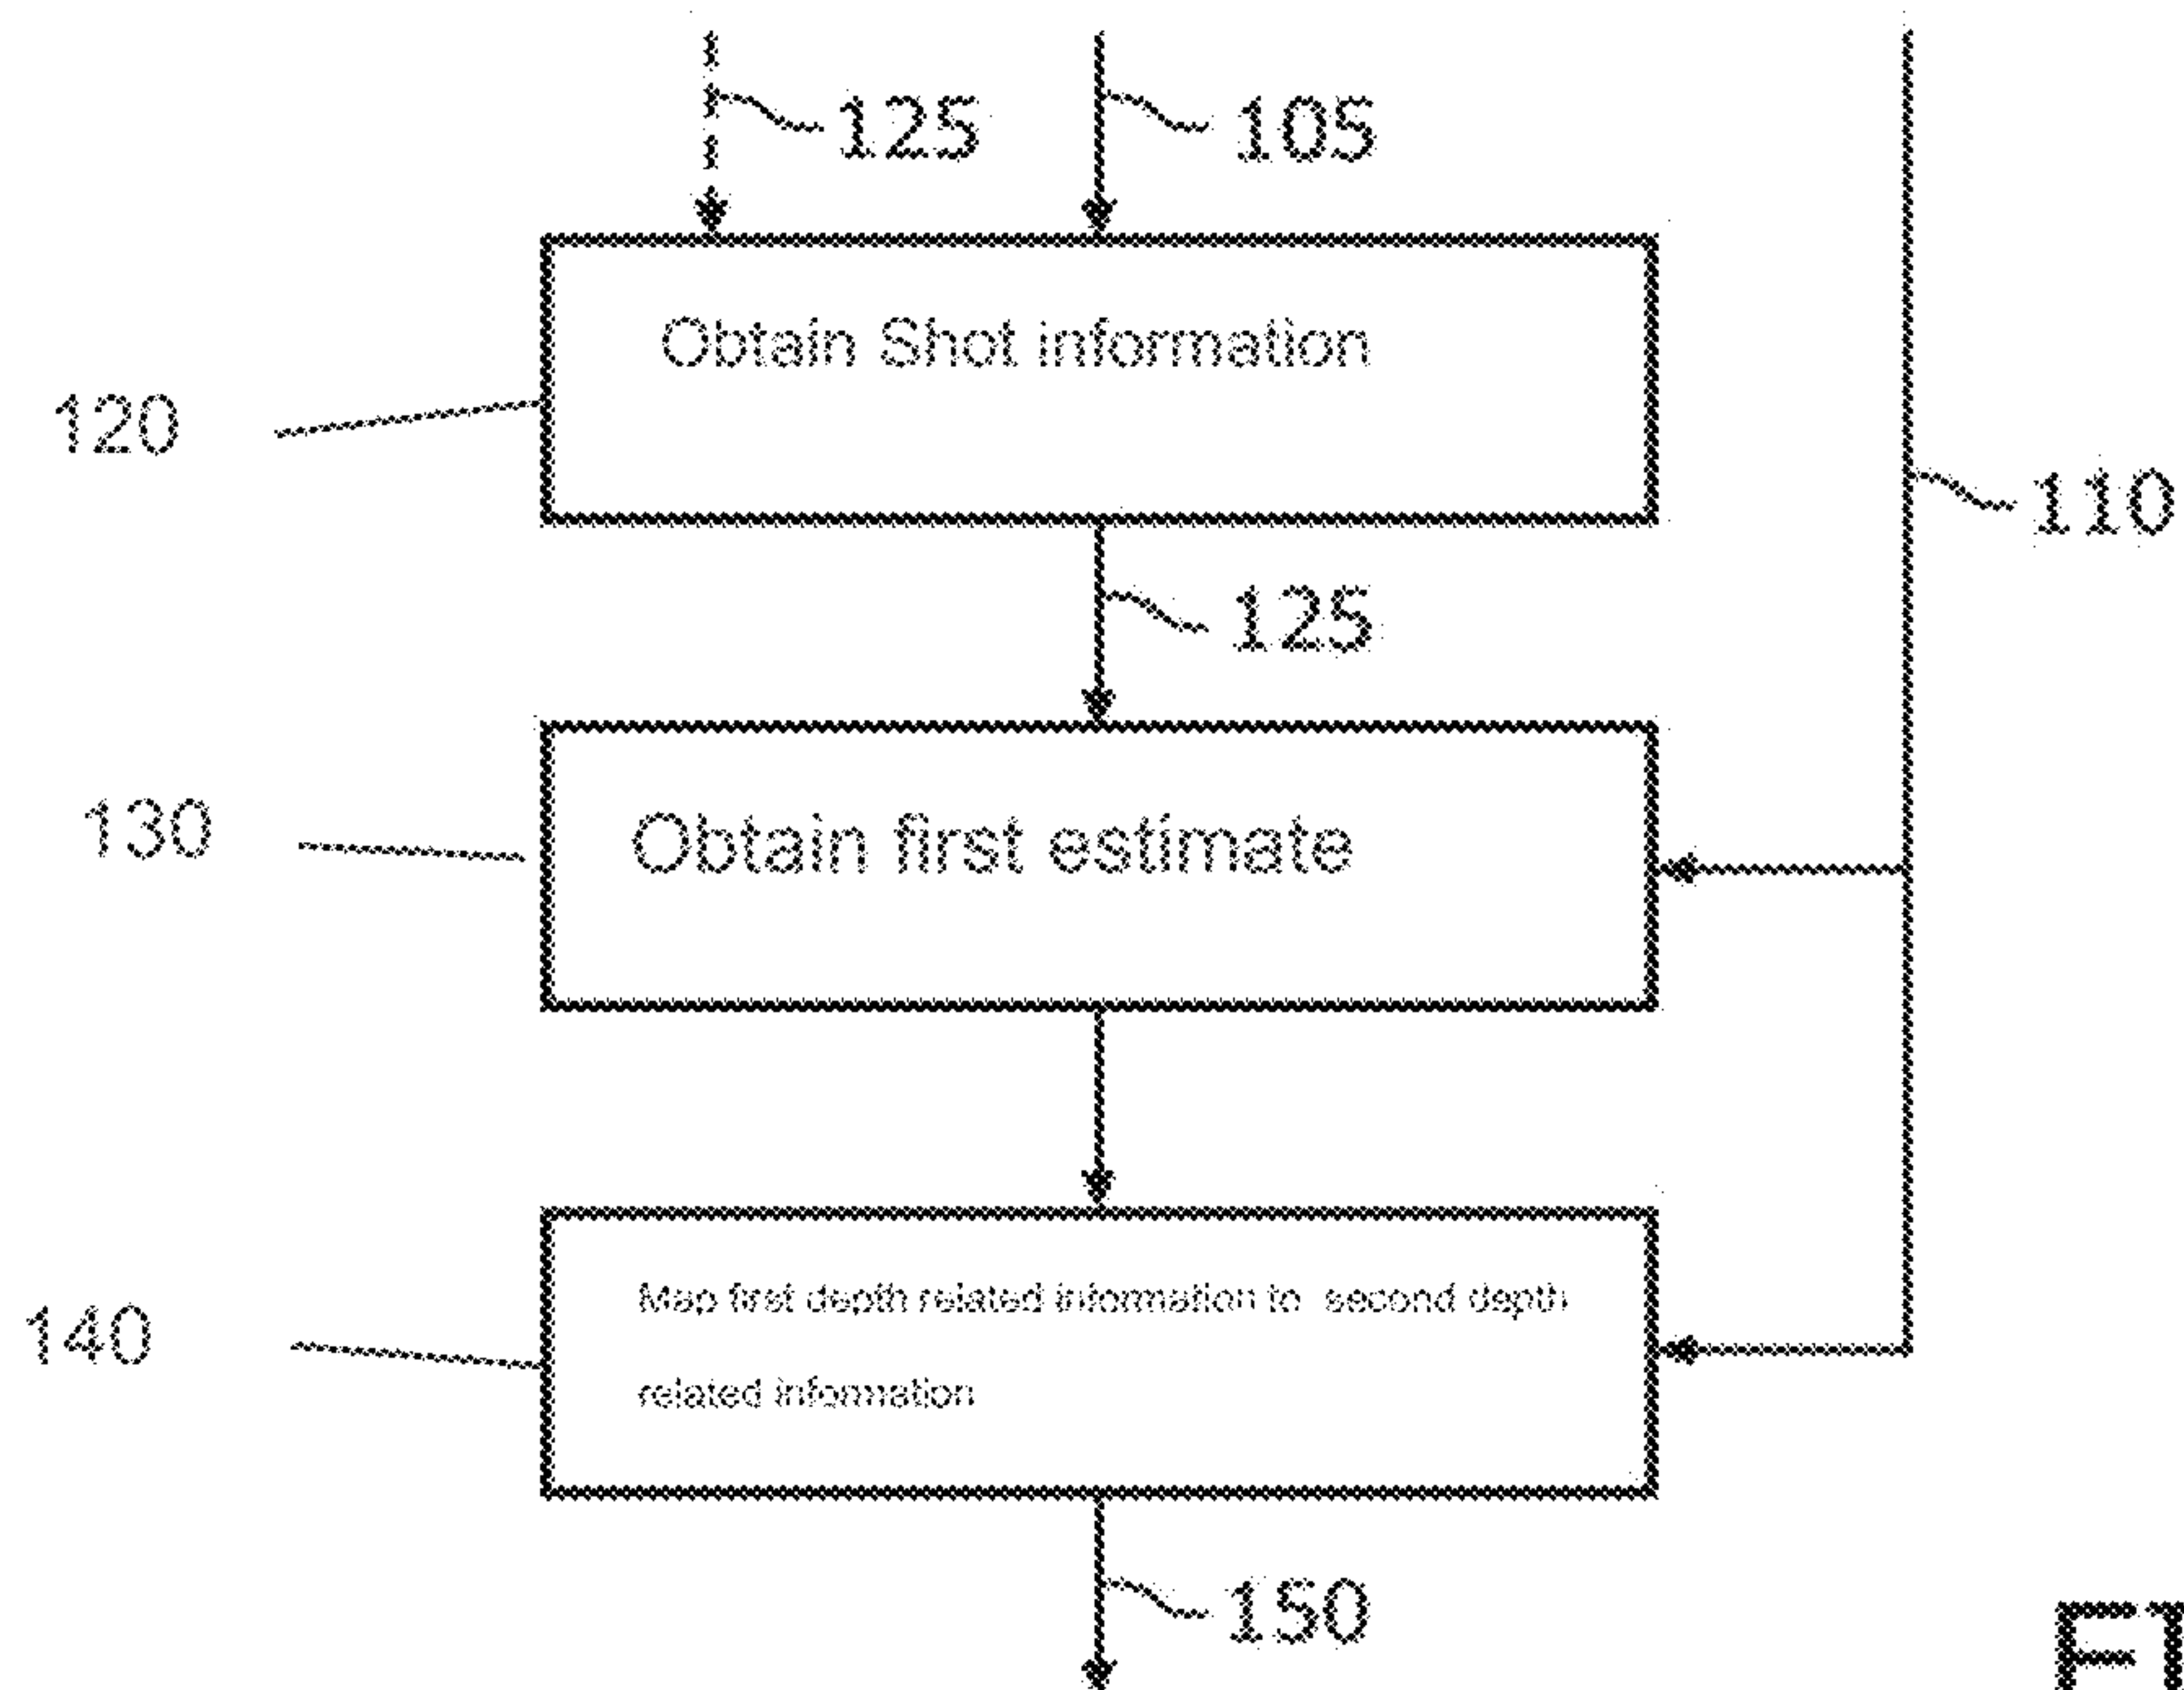 125
105
Obtain Shot information
120
110
125
130
Obtain first estimate
140
Map first depth related information to second depth
related information
150